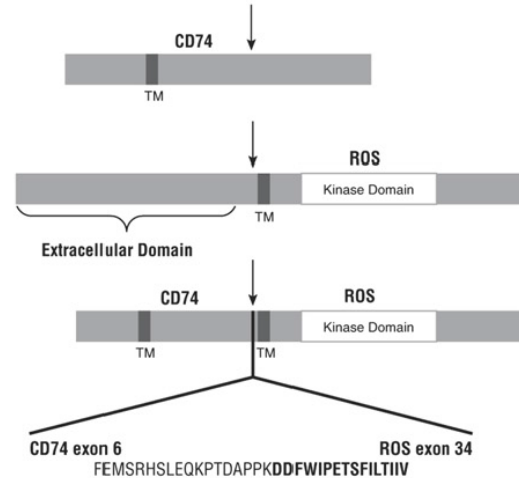 CD74
TM
ROS
Kinase Domain
TM
Extracellular Domain
CD74 ROS
Kinase Domain
TM TM
CD74 exon 6 ROS exon 34
FEMSRHSLEQKPTDAPPKDDFWIPETSFILTIIV